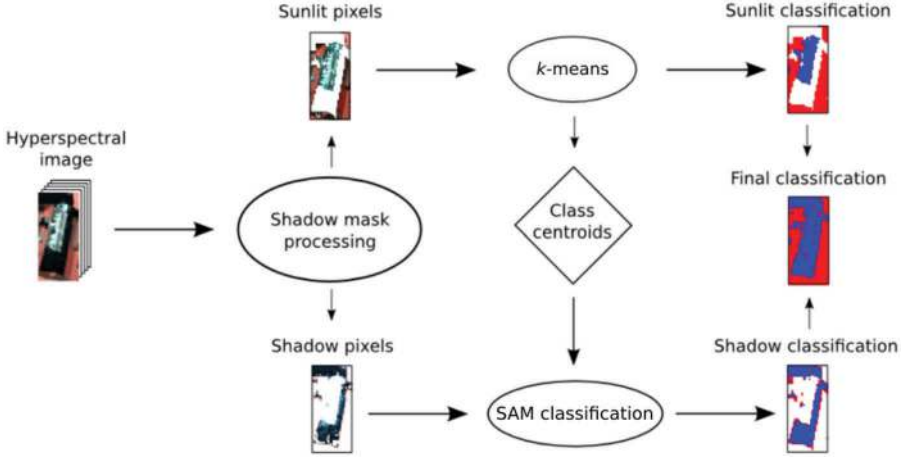 Sunlit pixels
Sunlit classification
k-means
Hyperspectral
image
Final classification
Shadow mask
processing
Class
centroids
Shadow pixels
Shadow classification
SAM classification